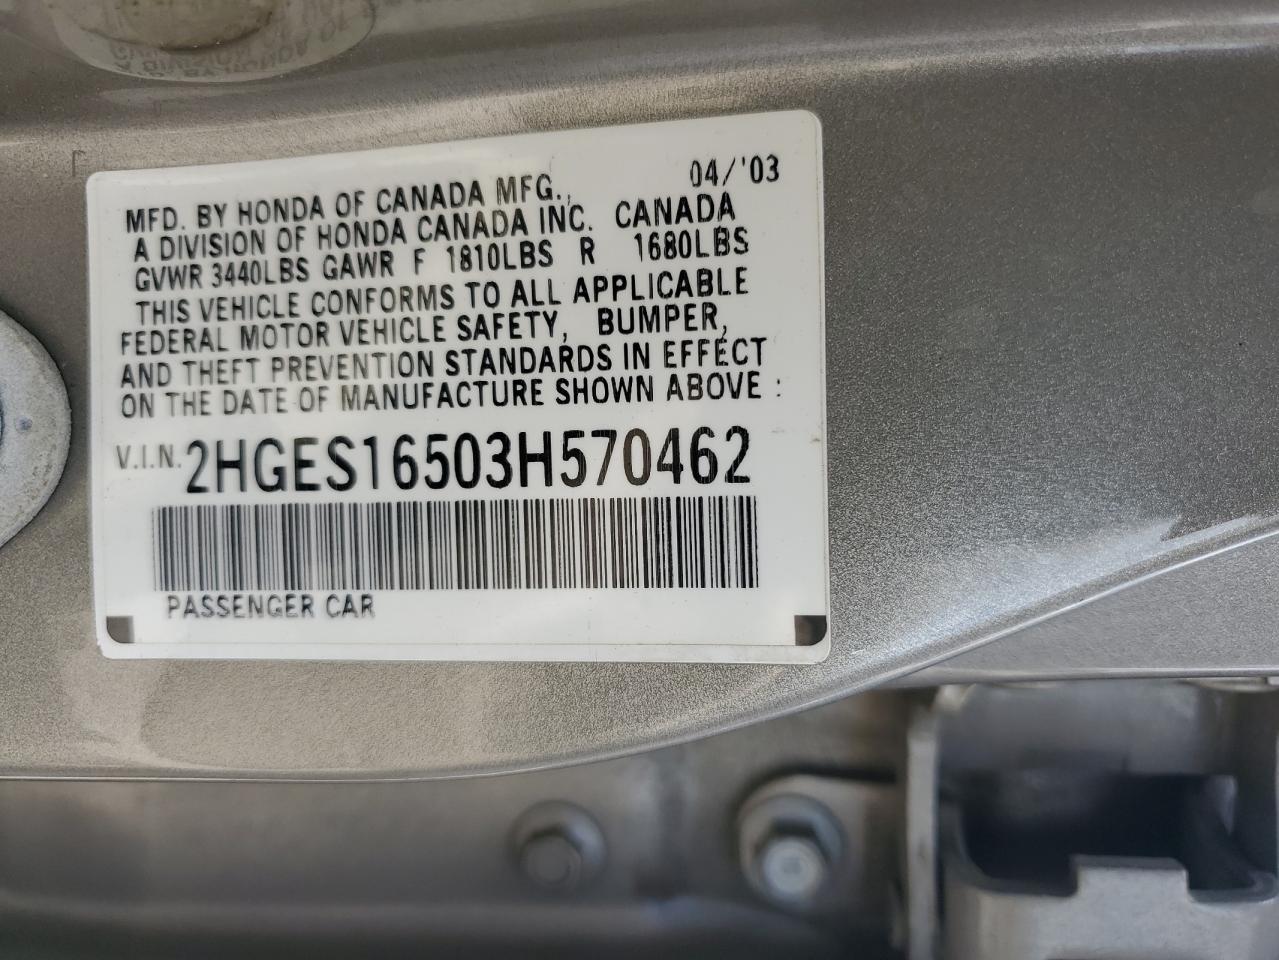 MFD. BY HONDA OF CANADA MFG., 04/'03
A DIVISION OF HONDA CANADA INC. CANADA
GVWR 3440LBS GAWR F 1810LBS R 1680LBS
THIS VEHICLE CONFORMS TO ALL APPLICABLE
FEDERAL MOTOR VEHICLE SAFETY, BUMPER,
AND THEFT PREVENTION STANDARDS IN EFFECT
ON THE DATE OF MANUFACTURE SHOWN ABOVE :
V.I.N. 2HGES16503H570462
PASSENGER CAR